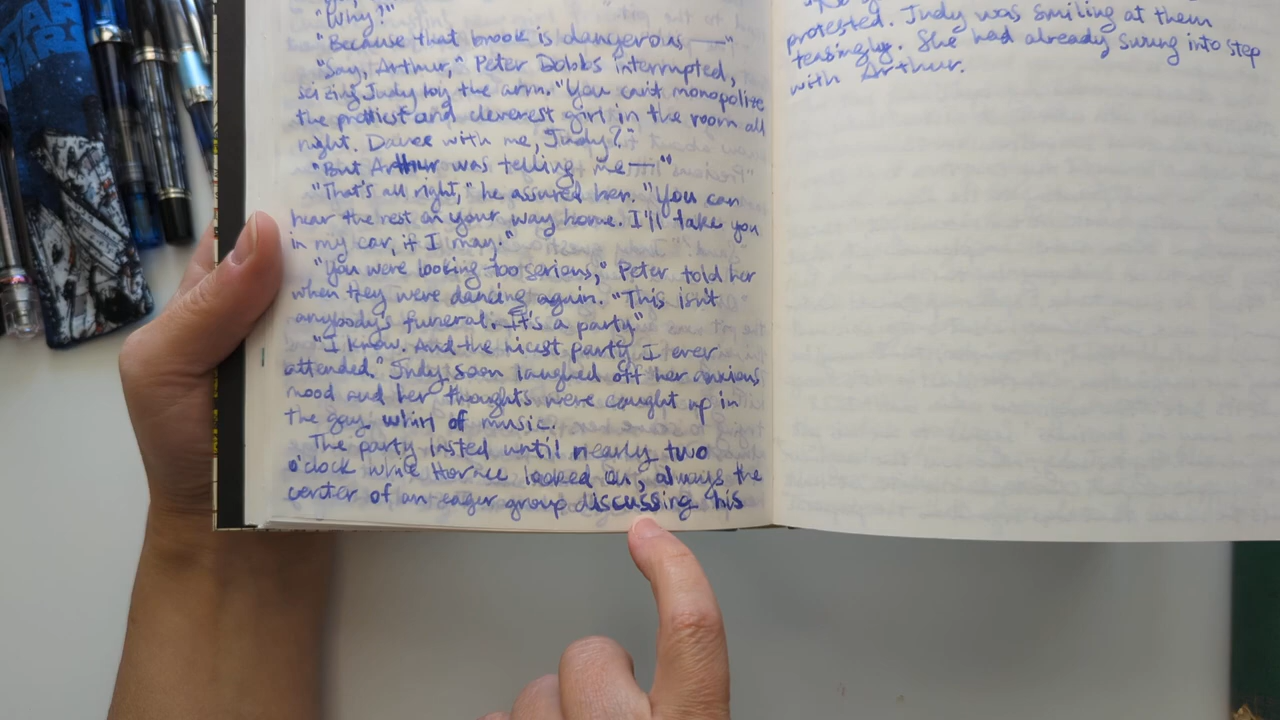 "Why?"
"Because that brook is dangerous —"
"Say, Arthur," Peter Dobbs interrupted,
seizing Judy by the arm. "You can't monopolize
the prettiest and cleverest girl in the room all
night. Dance with me, Judy?"
"But Arthur was telling me—"
"That's all right," he assured her. "You can
hear the rest on your way home. I'll take you
in my car, if I may."
"You were looking too serious," Peter told her
when they were dancing again. "This isn't
anybody's funeral. It's a party."
"I know. And the nicest party I ever
attended." Judy soon laughed off her anxious
mood and her thoughts were caught up in
the gay whirl of music.
The party lasted until nearly two
o'clock while Horace looked on, always the
center of an eager group discussing his
protested. Judy was smiling at them
teasingly. She had already swung into step
with Arthur.
STAR
WARS